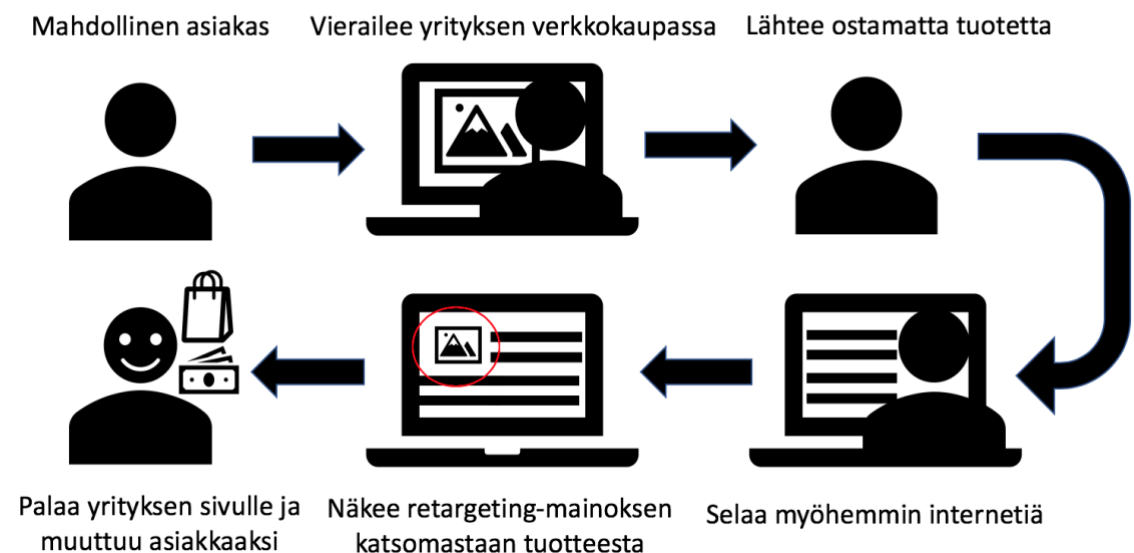 Mahdollinen asiakas
Vierailee yrityksen verkkokaupassa
Lähtee ostamatta tuotetta
Selaa myöhemmin internetiä
Näkee retargeting-mainoksen
katsomastaan tuotteesta
Palaa yrityksen sivulle ja
muuttuu asiakkaaksi